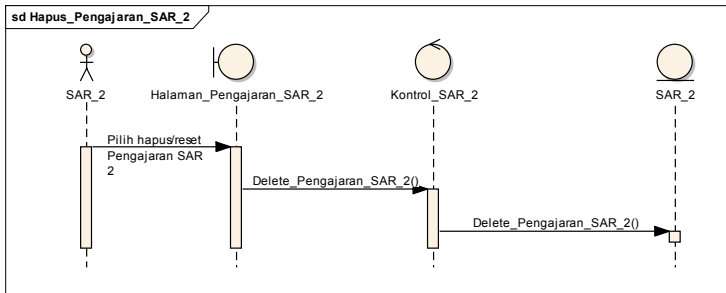 sd Hapus_Pengajaran_SAR_2
SAR_2
Halaman_Pengajaran_SAR_2
Kontrol_SAR_2
SAR_2
Pilih hapus/reset
Pengajaran SAR
2
Delete_Pengajaran_SAR_2()
Delete_Pengajaran_SAR_2()